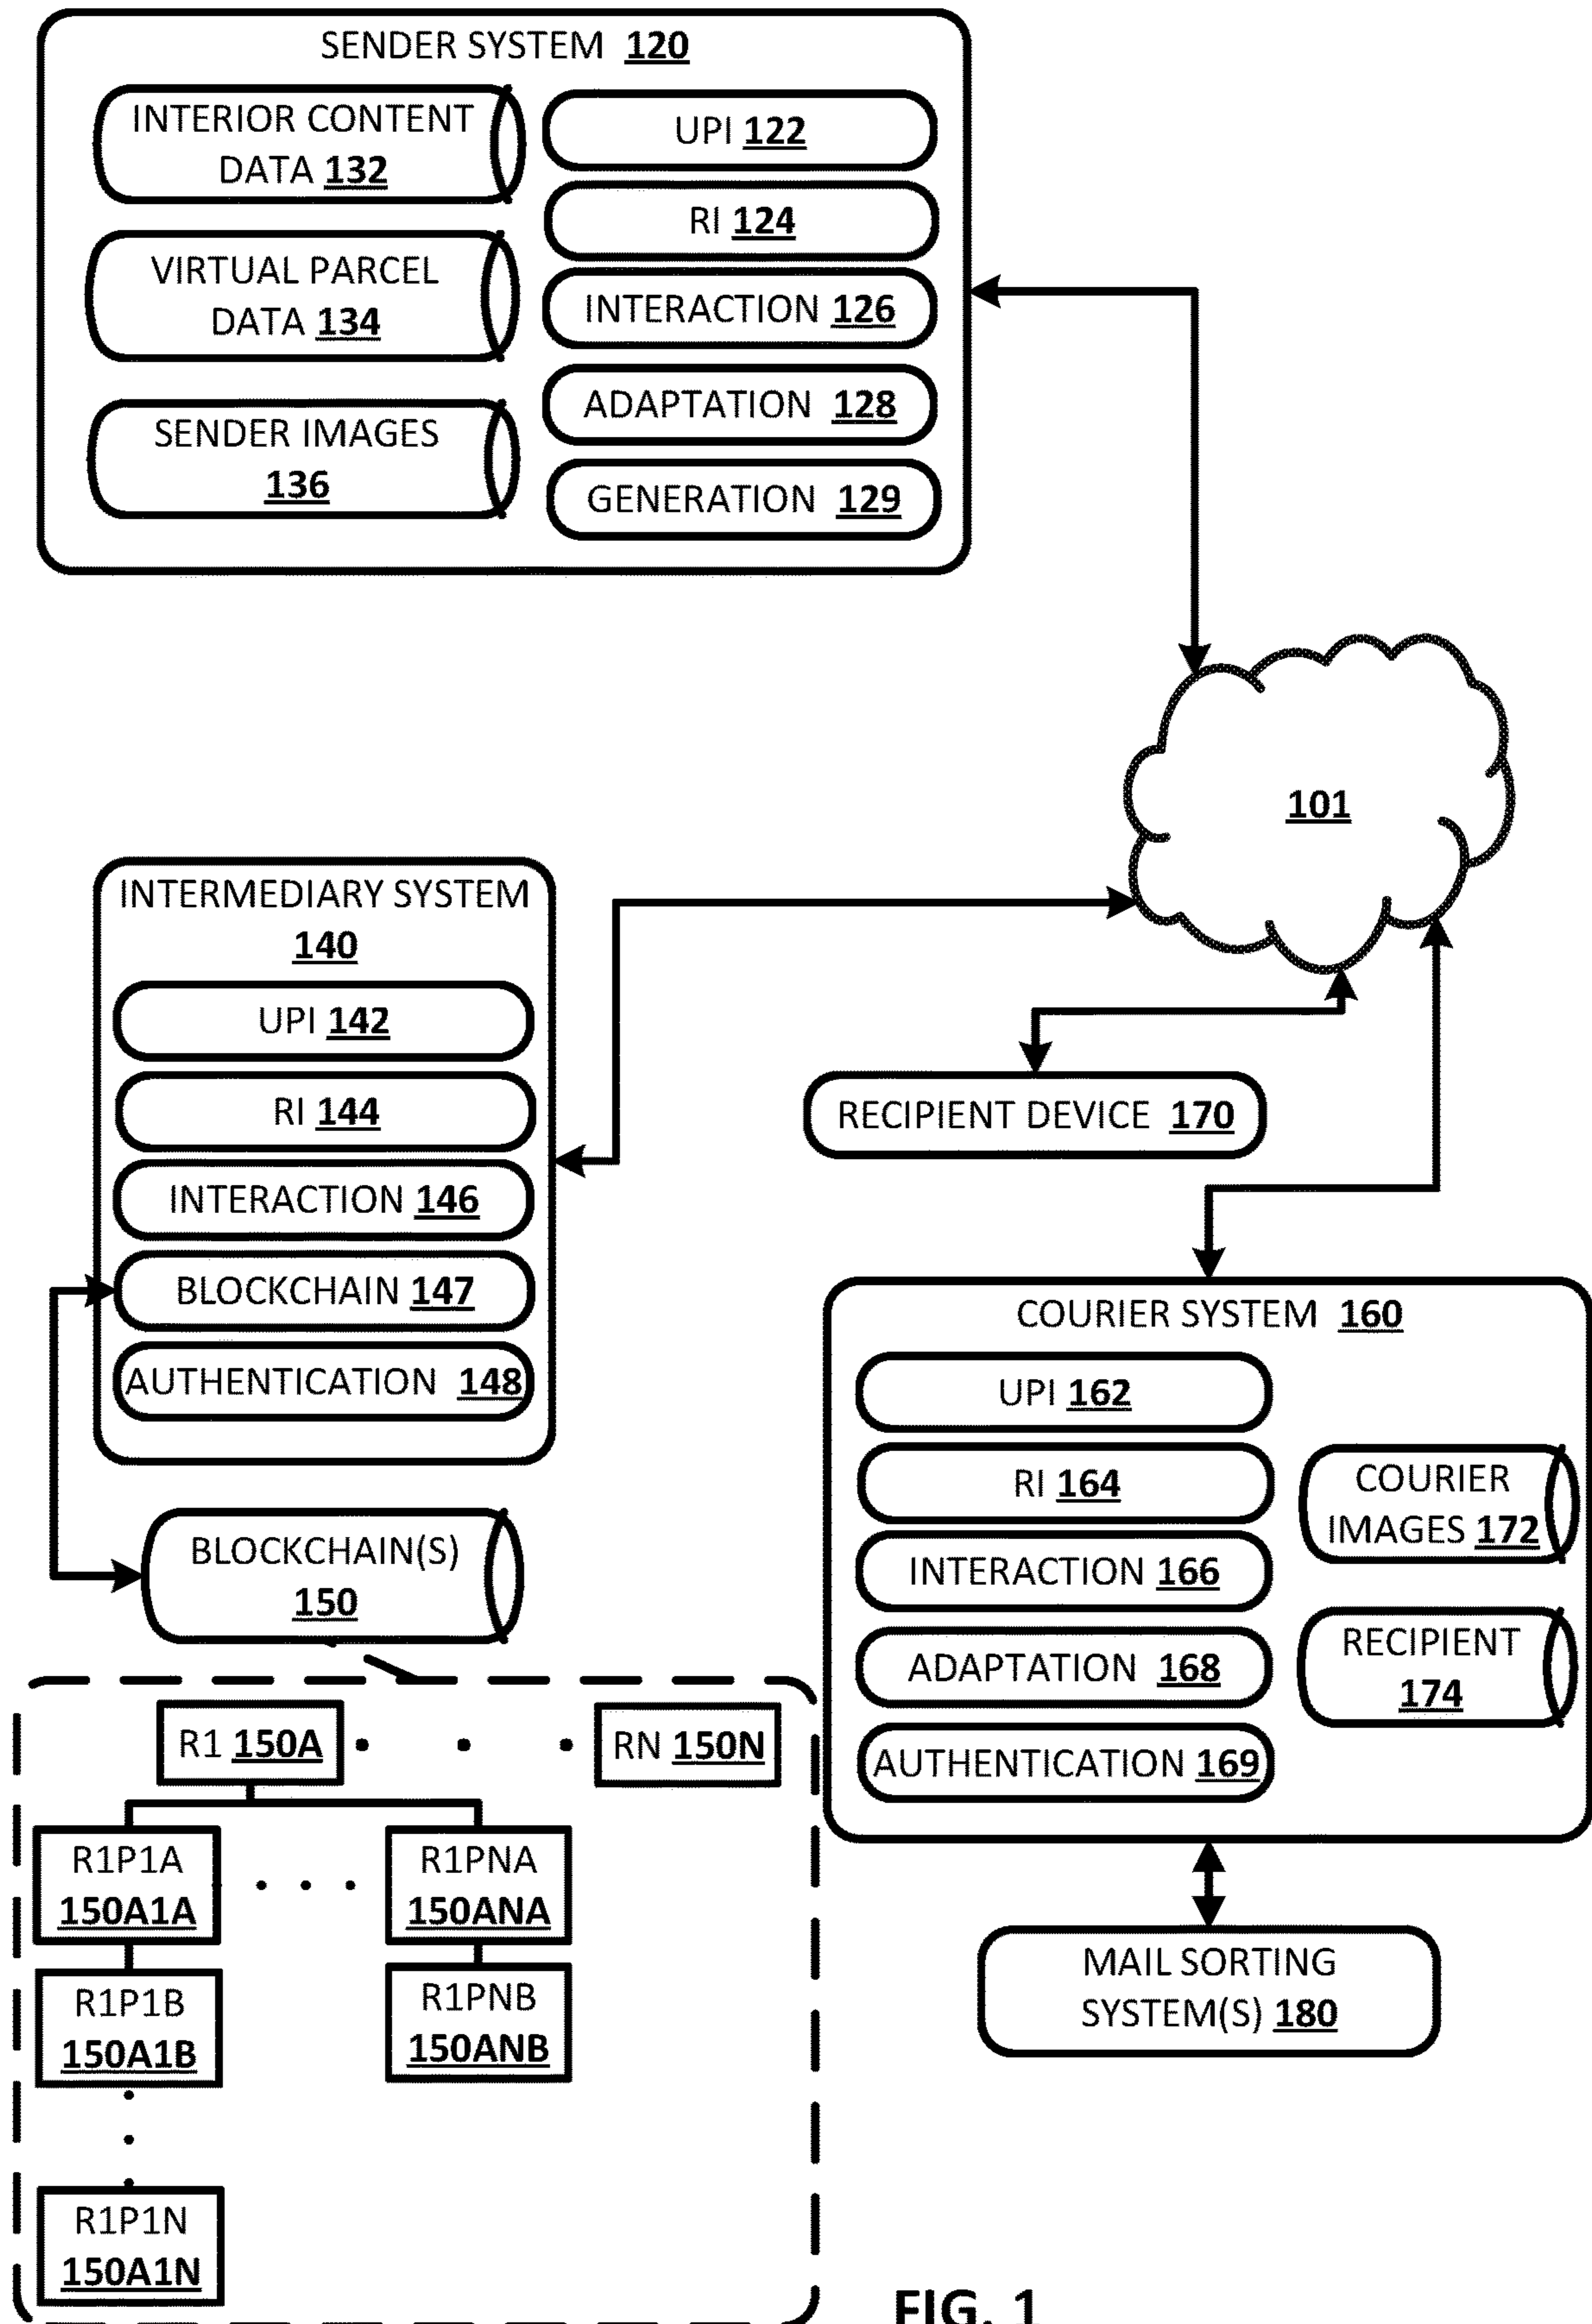 SENDER SYSTEM 120
INTERIOR CONTENT
DATA 132
VIRTUAL PARCEL
DATA 134
SENDER IMAGES
136
UPI 122
RI 124
INTERACTION 126
ADAPTATION 128
GENERATION 129
101
INTERMEDIARY SYSTEM
140
UPI 142
RI 144
INTERACTION 146
BLOCKCHAIN 147
AUTHENTICATION 148
RECIPIENT DEVICE 170
COURIER SYSTEM 160
UPI 162
RI 164
INTERACTION 166
ADAPTATION 168
AUTHENTICATION 169
COURIER
IMAGES 172
RECIPIENT
174
BLOCKCHAIN(S)
150
R1 150A
RN 150N
R1P1A
150A1A
R1PNA
150ANA
R1P1B
150A1B
R1PNB
150ANB
R1P1N
150A1N
MAIL SORTING
SYSTEM(S) 180
FIG. 1